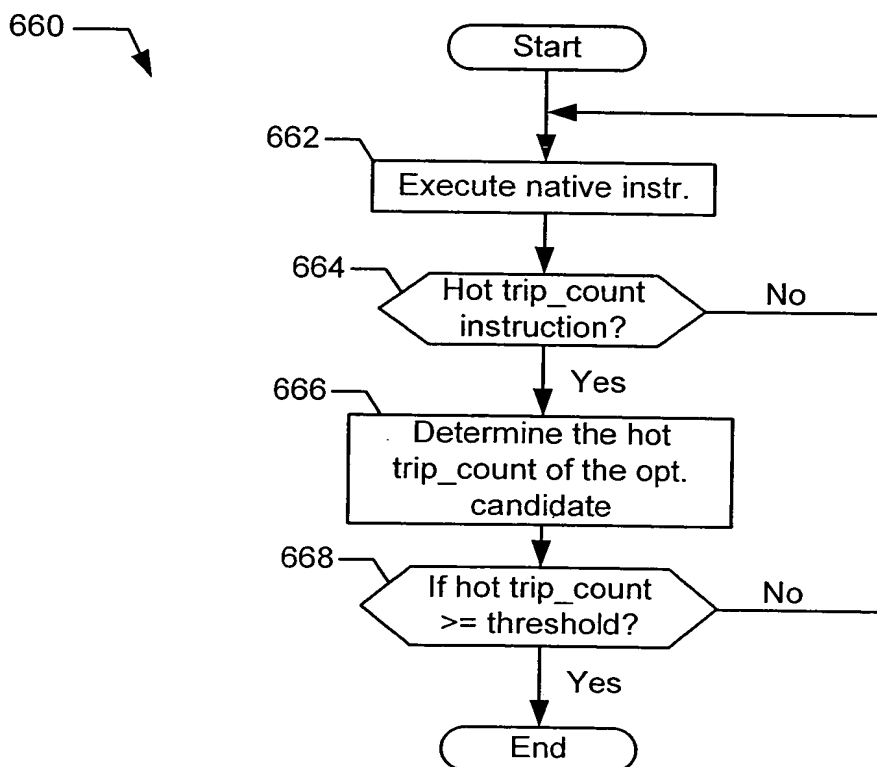 660
Start
662
Execute native instr.
664
Hot trip_count
instruction?
No
Yes
666
Determine the hot
trip_count of the opt.
candidate
668
If hot trip_count
>= threshold?
No
Yes
End